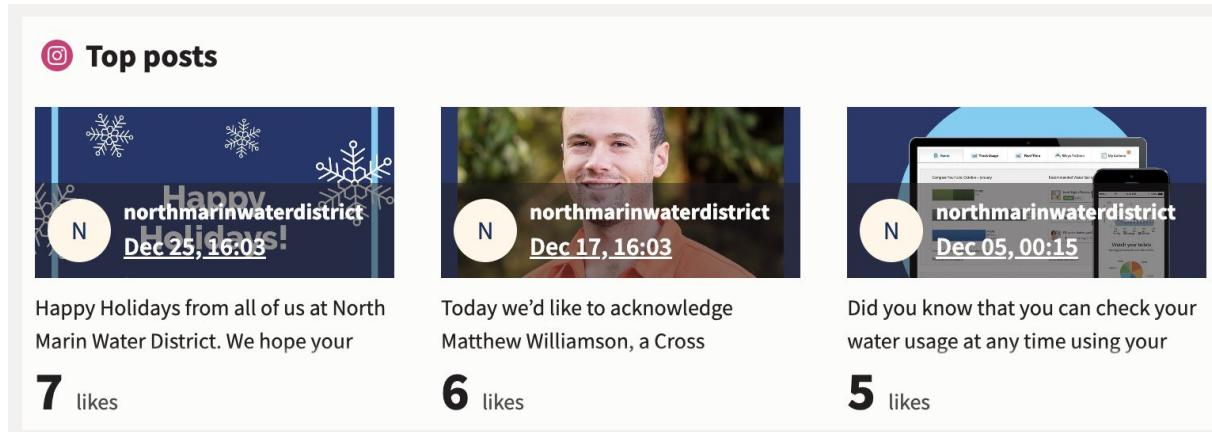 Top posts
Happy
Holidays!
N
northmarinwaterdistrict
Dec 25, 16:03
Happy Holidays from all of us at North
Marin Water District. We hope your
7 likes
N
northmarinwaterdistrict
Dec 17, 16:03
Today we’d like to acknowledge
Matthew Williamson, a Cross
6 likes
Watch your intake
N
northmarinwaterdistrict
Dec 05, 00:15
Did you know that you can check your
water usage at any time using your
5 likes